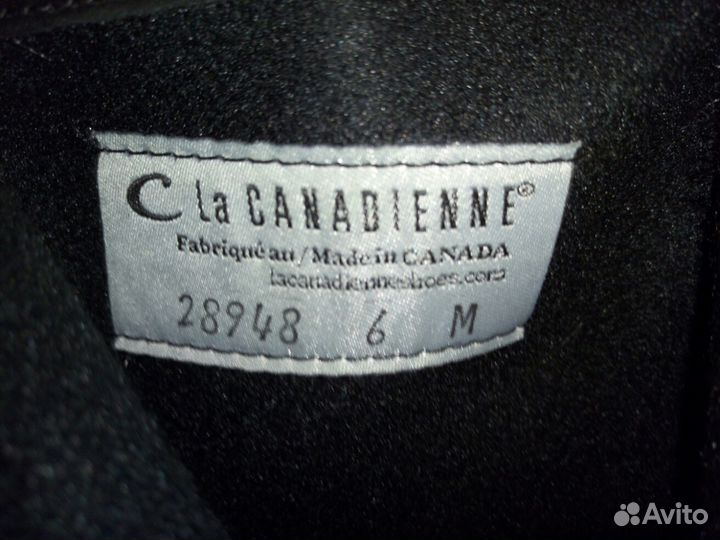 C la CANADIENNE®
Fabriqué au/Made in CANADA
lacanadienneshoes.com
28948 6 M
Avito